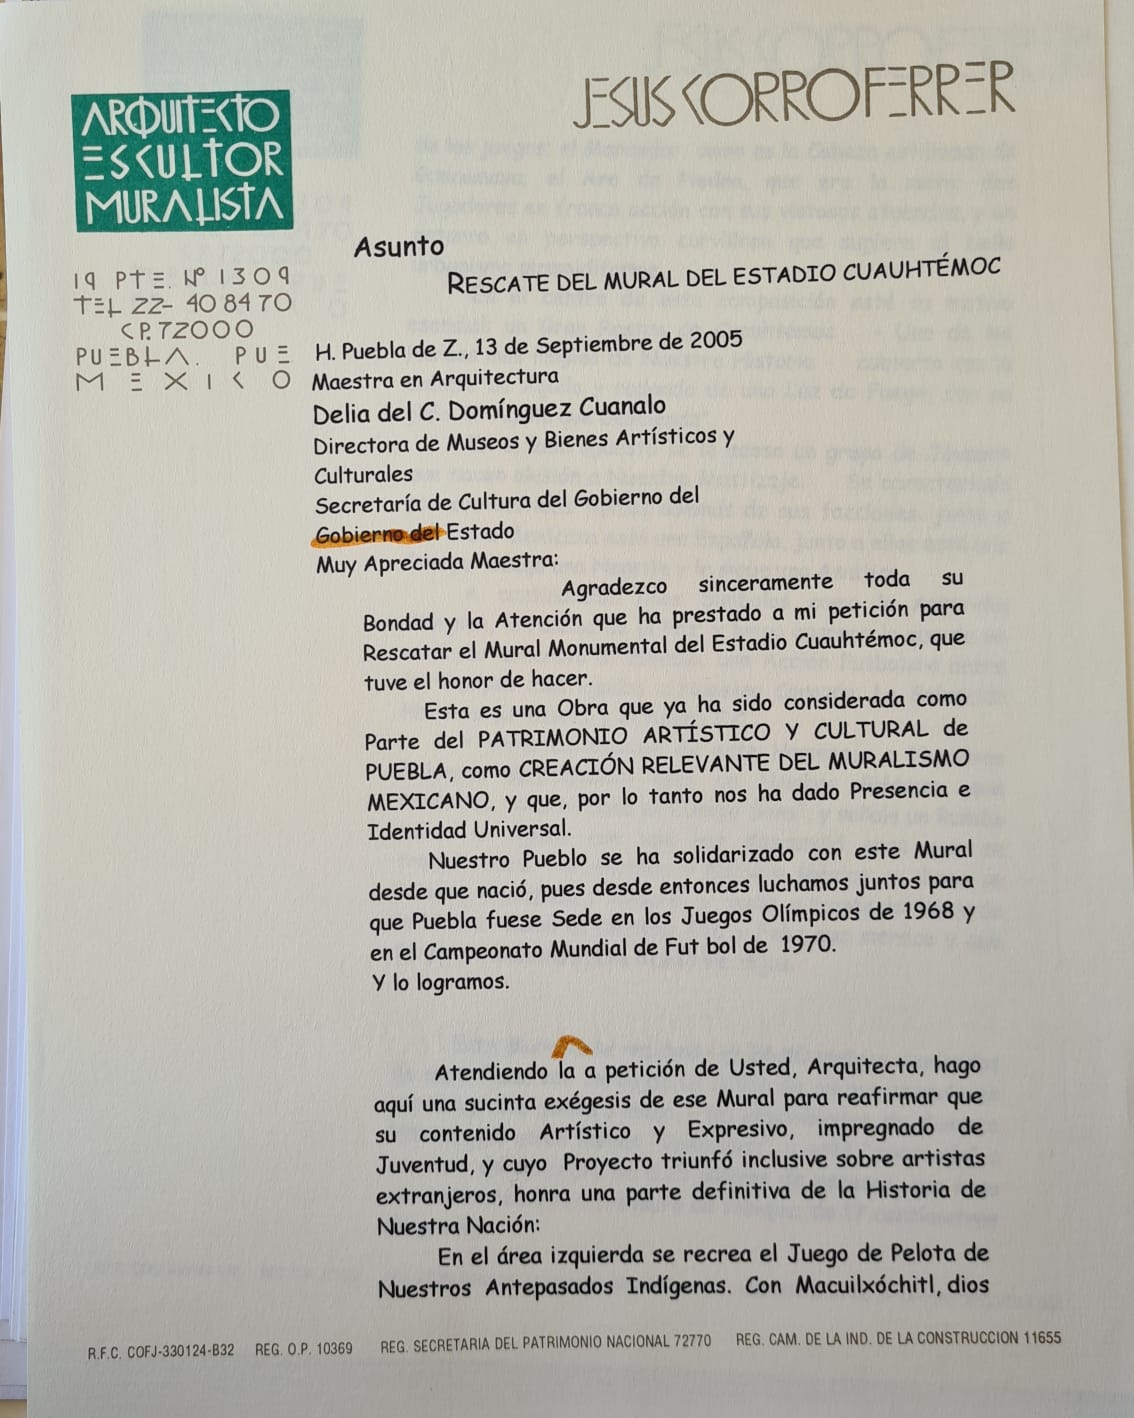 JESUS CORRO FERRER
ARQUITECTO
ESCULTOR
MURALISTA
19 PTE. Nº 1309
TEL 22- 40 84 70
C.P. 72000
PUEBLA. PUE
MEXICO
Asunto
RESCATE DEL MURAL DEL ESTADIO CUAUHTÉMOC
H. Puebla de Z., 13 de Septiembre de 2005
Maestra en Arquitectura
Delia del C. Domínguez Cuanalo
Directora de Museos y Bienes Artísticos y
Culturales
Secretaría de Cultura del Gobierno del
Gobierno del Estado
Muy Apreciada Maestra:
Agradezco sinceramente toda su
Bondad y la Atención que ha prestado a mi petición para
Rescatar el Mural Monumental del Estadio Cuauhtémoc, que
tuve el honor de hacer.
Esta es una Obra que ya ha sido considerada como
Parte del PATRIMONIO ARTÍSTICO Y CULTURAL de
PUEBLA, como CREACIÓN RELEVANTE DEL MURALISMO
MEXICANO, y que, por lo tanto nos ha dado Presencia e
Identidad Universal.
Nuestro Pueblo se ha solidarizado con este Mural
desde que nació, pues desde entonces luchamos juntos para
que Puebla fuese Sede en los Juegos Olímpicos de 1968 y
en el Campeonato Mundial de Fut bol de 1970.
Y lo logramos.
Atendiendo la a petición de Usted, Arquitecta, hago
aquí una sucinta exégesis de ese Mural para reafirmar que
su contenido Artístico y Expresivo, impregnado de
Juventud, y cuyo Proyecto triunfó inclusive sobre artistas
extranjeros, honra una parte definitiva de la Historia de
Nuestra Nación:
En el área izquierda se recrea el Juego de Pelota de
Nuestros Antepasados Indígenas. Con Macuilxóchitl, dios
R.F.C. COFJ-330124-B32 REG. O.P. 10369 REG. SECRETARIA DEL PATRIMONIO NACIONAL 72770 REG. CAM. DE LA IND. DE LA CONSTRUCCION 11655